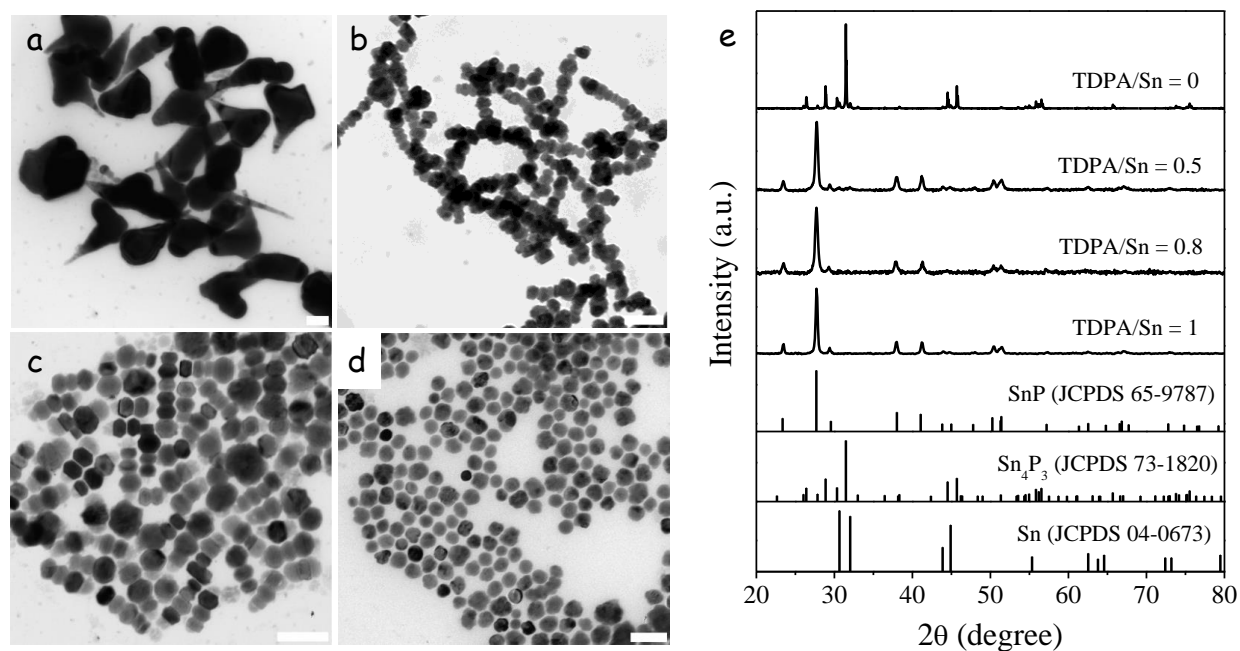 a
b
c
d
e
TDPA/Sn = 0
TDPA/Sn = 0.5
TDPA/Sn = 0.8
TDPA/Sn = 1
SnP (JCPDS 65-9787)
Sn₄P₃ (JCPDS 73-1820)
Sn (JCPDS 04-0673)
Intensity (a.u.)
20 30 40 50 60 70 80
2θ (degree)